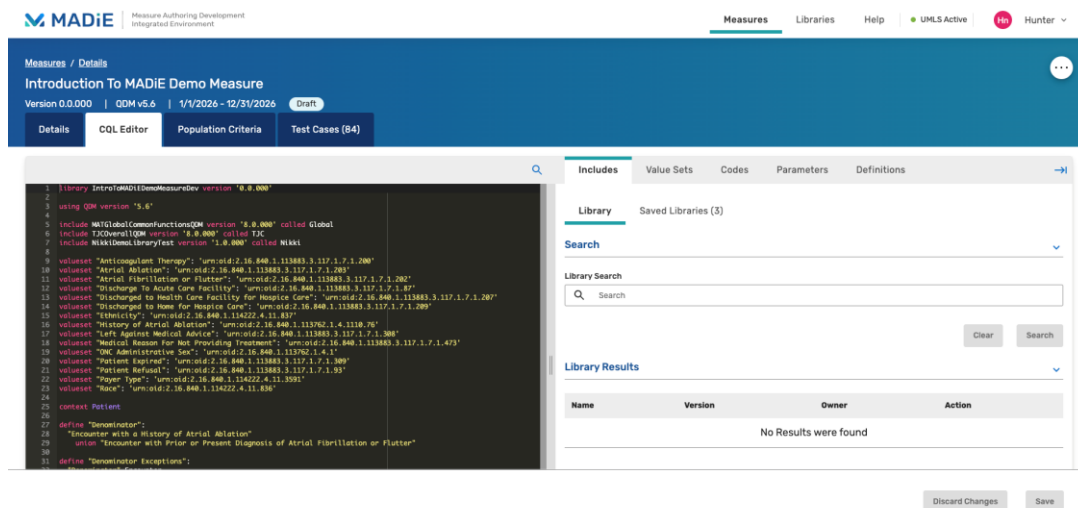 MADiE
Measure Authoring Development
Integrated Environment
Measures
Libraries
Help
UMLS Active
Hn
Hunter
Measures / Details
Introduction To MADiE Demo Measure
Version 0.0.000 | QDM v5.6 | 1/1/2026 - 12/31/2026 Draft
Details
CQL Editor
Population Criteria
Test Cases (84)
1 library IntroToMADiEDemoMeasureDev version '0.0.000'
2
3 using QDM version '5.6'
4
5 include MATGlobalCommonFunctionsQDM version '8.0.000' called Global
6 include TJCOverallQDM version '8.0.000' called TJC
7 include NikkiDemoLibraryTest version '1.0.000' called Nikki
8
9 valueset "Anticoagulant Therapy": 'urn:oid:2.16.840.1.113883.3.117.1.7.1.200'
10 valueset "Atrial Ablation": 'urn:oid:2.16.840.1.113883.3.117.1.7.1.203'
11 valueset "Atrial Fibrillation or Flutter": 'urn:oid:2.16.840.1.113883.3.117.1.7.1.202'
12 valueset "Discharge To Acute Care Facility": 'urn:oid:2.16.840.1.113883.3.117.1.7.1.87'
13 valueset "Discharged to Health Care Facility for Hospice Care": 'urn:oid:2.16.840.1.113883.3.117.1.7.1.207'
14 valueset "Discharged to Home for Hospice Care": 'urn:oid:2.16.840.1.113883.3.117.1.7.1.209'
15 valueset "Ethnicity": 'urn:oid:2.16.840.1.114222.4.11.837'
16 valueset "History of Atrial Ablation": 'urn:oid:2.16.840.1.113762.1.4.1110.76'
17 valueset "Left Against Medical Advice": 'urn:oid:2.16.840.1.113883.3.117.1.7.1.308'
18 valueset "Medical Reason For Not Providing Treatment": 'urn:oid:2.16.840.1.113883.3.117.1.7.1.473'
19 valueset "ONC Administrative Sex": 'urn:oid:2.16.840.1.113762.1.4.1'
20 valueset "Patient Expired": 'urn:oid:2.16.840.1.113883.3.117.1.7.1.309'
21 valueset "Patient Refusal": 'urn:oid:2.16.840.1.113883.3.117.1.7.1.93'
22 valueset "Payer Type": 'urn:oid:2.16.840.1.114222.4.11.3591'
23 valueset "Race": 'urn:oid:2.16.840.1.114222.4.11.836'
24
25 context Patient
26
27 define "Denominator":
28 "Encounter with a History of Atrial Ablation"
29 union "Encounter with Prior or Present Diagnosis of Atrial Fibrillation or Flutter"
30
31 define "Denominator Exceptions":
Includes
Value Sets
Codes
Parameters
Definitions
Library
Saved Libraries (3)
Search
Library Search
Search
Clear
Search
Library Results
Name Version Owner Action
No Results were found
Discard Changes
Save